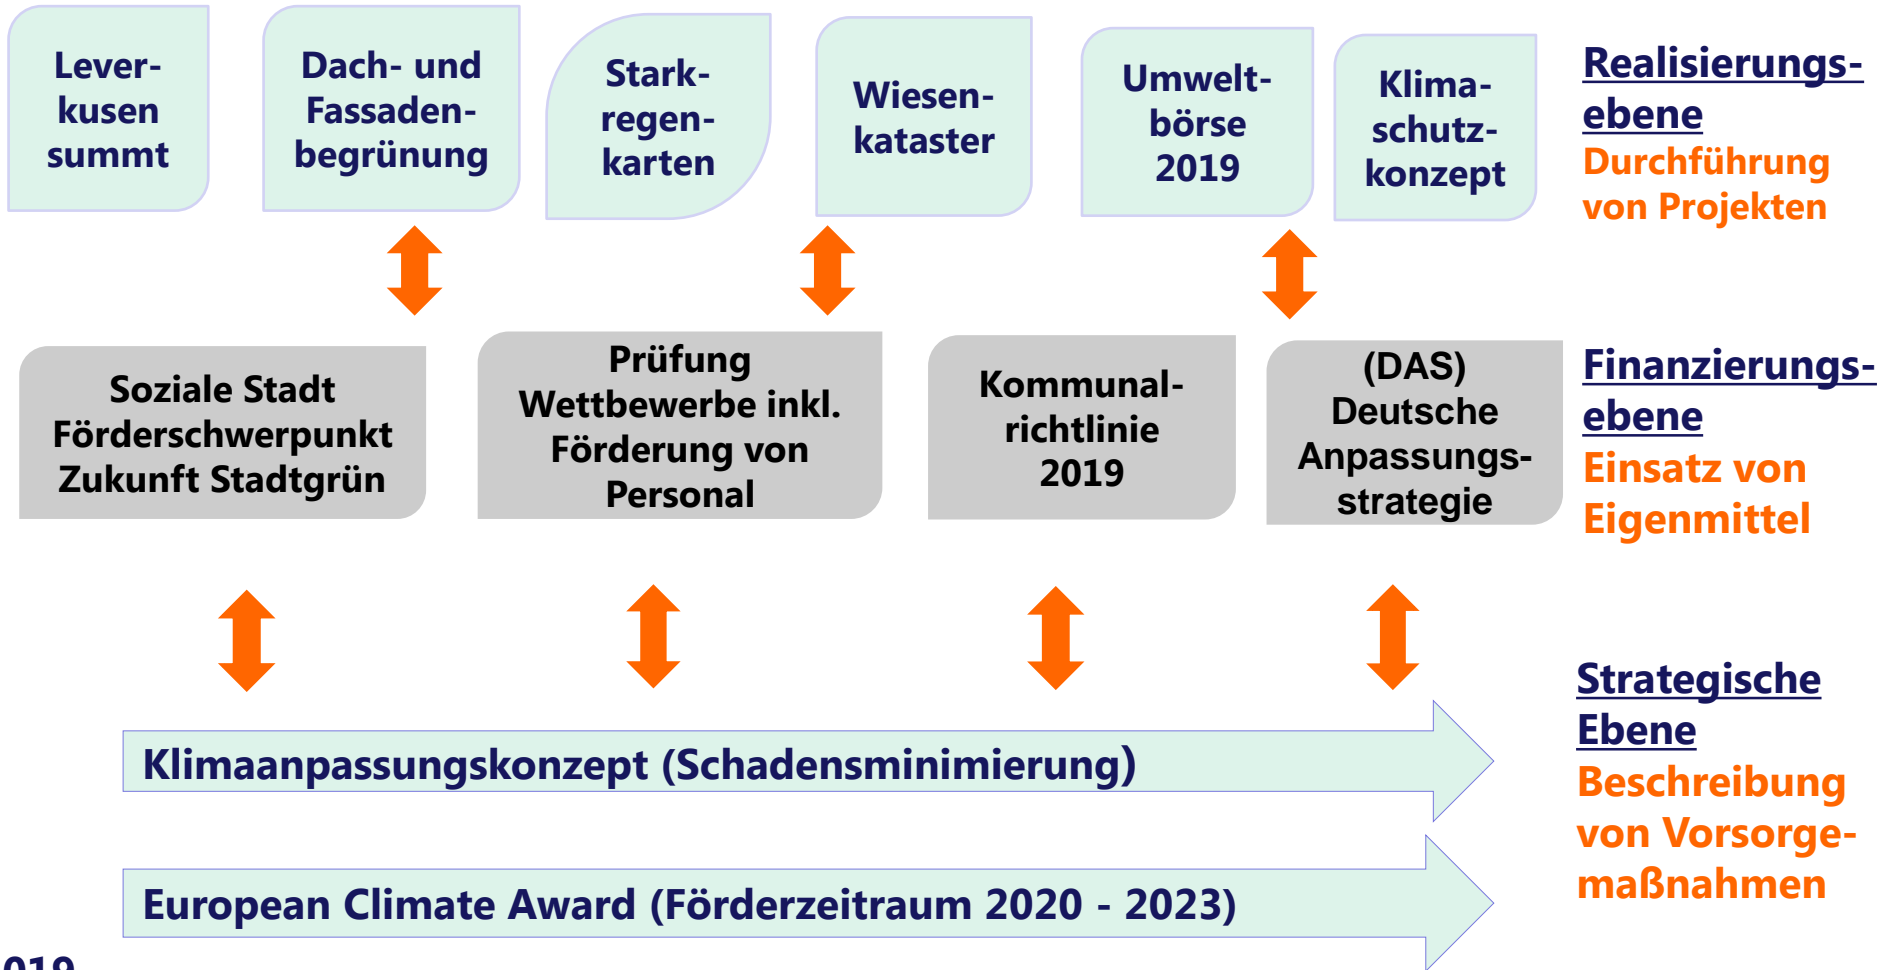 Lever-
kusen
summt
Dach- und
Fassaden-
begrünung
Stark-
regen-
karten
Wiesen-
kataster
Umwelt-
börse
2019
Klima-
schutz-
konzept
Realisierungs-
ebene
Durchführung
von Projekten
Soziale Stadt
Förderschwerpunkt
Zukunft Stadtgrün
Prüfung
Wettbewerbe inkl.
Förderung von
Personal
Kommunal-
richtlinie
2019
(DAS)
Deutsche
Anpassungs-
strategie
Finanzierungs-
ebene
Einsatz von
Eigenmittel
Klimaanpassungskonzept (Schadensminimierung)
European Climate Award (Förderzeitraum 2020 - 2023)
Strategische
Ebene
Beschreibung
von Vorsorge-
maßnahmen